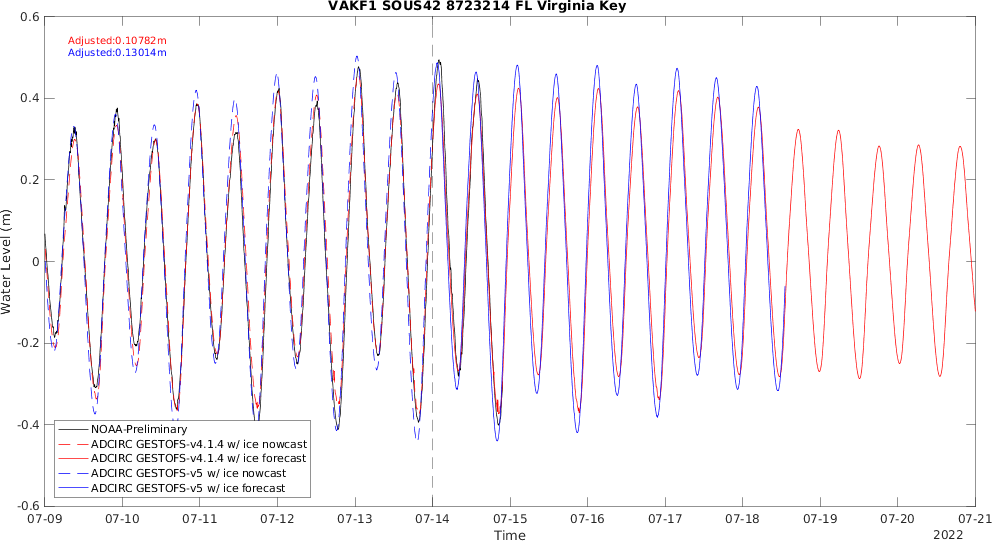 VAKF1 SOUS42 8723214 FL Virginia Key
Adjusted:0.10782m
Adjusted:0.13014m
0.6
0.4
0.2
0
-0.2
-0.4
-0.6
Water Level (m)
NOAA-Preliminary
ADCIRC GESTOFS-v4.1.4 w/ ice nowcast
ADCIRC GESTOFS-v4.1.4 w/ ice forecast
ADCIRC GESTOFS-v5 w/ ice nowcast
ADCIRC GESTOFS-v5 w/ ice forecast
07-09 07-10 07-11 07-12 07-13 07-14 07-15 07-16 07-17 07-18 07-19 07-20 07-21
Time
2022